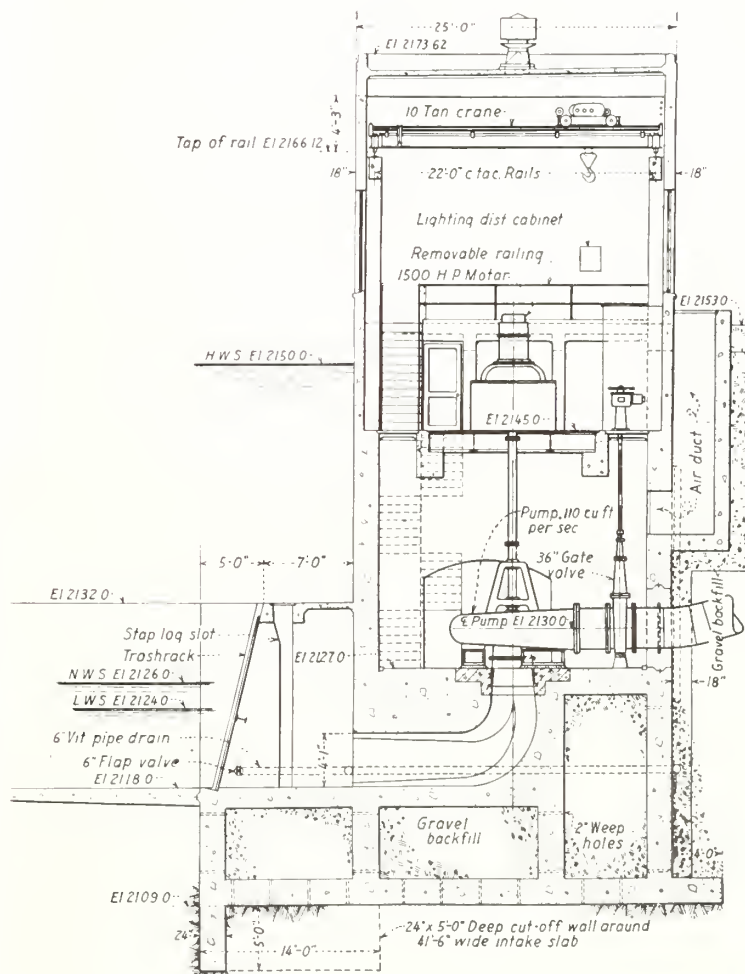 25'-0"
El 2173.62
10 Ton crane
4'-3"
Top of rail El 2166.12
18"
22'-0" c to c. Rails
18"
Lighting dist cabinet
Removable railing
1500 H P Motor
El 2153.0
H W S El 2150.0
El 2145.0
Air duct
Pump, 110 cu ft
per sec
36" Gate
valve
5'-0"
7'-0"
El 2132.0
℄ Pump El 2130.0
Stop log slot
Trashrack
El 2127.0
Gravel backfill
N W S El 2126.0
L W S El 2124.0
18"
6" Vit pipe drain
6" Flap valve
4'-1"
El 2118.0
Gravel
backfill
2" Weep
holes
4'-0"
El 2109.0
24"
5'-0"
14'-0"
24" x 5'-0" Deep cut-off wall around
41'-6" wide intake slab